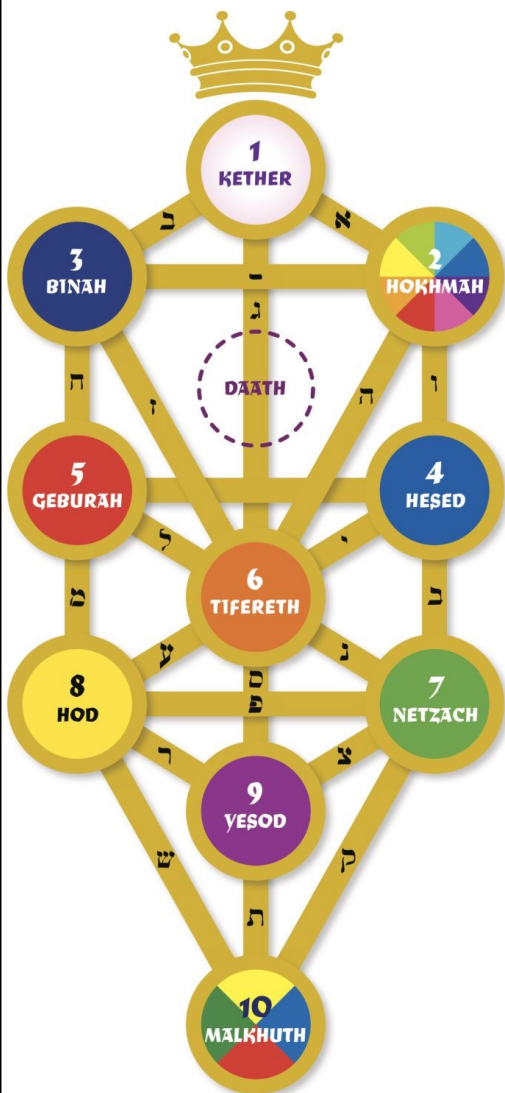 1
KETHER
ב
א
3
BINAH
2
HOKHMAH
ג
DAATH
ח
ז
ה
ו
5
GEBURAH
4
HESED
ל
י
6
TIFERETH
מ
נ
8
HOD
ס
פ
7
NETZACH
ר
צ
9
YESOD
ש
ק
ת
10
MALKHUTH